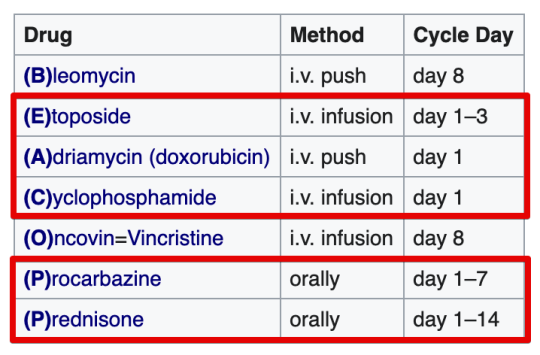 Drug Method Cycle Day
(B)leomycin i.v. push day 8
(E)toposide i.v. infusion day 1–3
(A)driamycin (doxorubicin) i.v. push day 1
(C)yclophosphamide i.v. infusion day 1
(O)ncovin=Vincristine i.v. infusion day 8
(P)rocarbazine orally day 1–7
(P)rednisone orally day 1–14